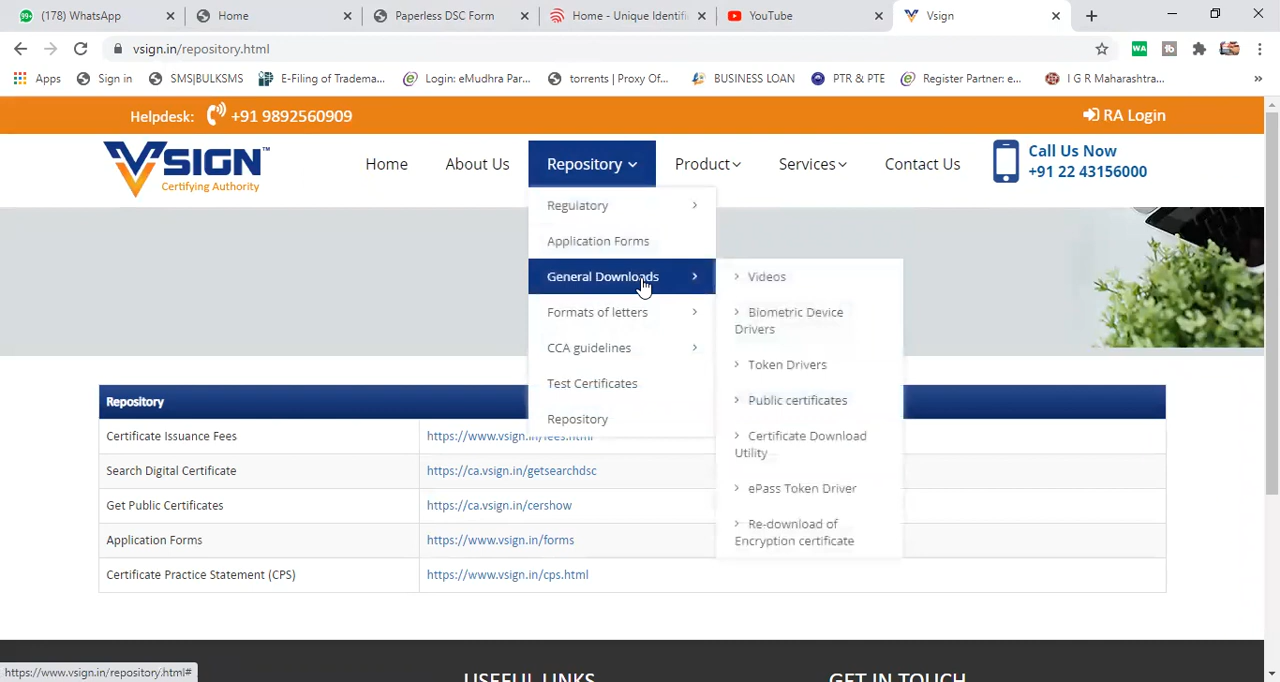 (178) WhatsApp
Home
Paperless DSC Form
Home - Unique Identifi
YouTube
Vsign
vsign.in/repository.html
WA
Apps
Sign in
SMS|BULKSMS
E-Filing of Tradema...
Login: eMudhra Par...
torrents | Proxy Of...
BUSINESS LOAN
PTR & PTE
Register Partner: e...
I G R Maharashtra...
Helpdesk: +91 9892560909
RA Login
VSIGN™
Certifying Authority
Home
About Us
Repository
Product
Services
Contact Us
Call Us Now
+91 22 43156000
Regulatory
Application Forms
General Downloads
Formats of letters
CCA guidelines
Test Certificates
Repository
Videos
Biometric Device
Drivers
Token Drivers
Public certificates
Certificate Download
Utility
ePass Token Driver
Re-download of
Encryption certificate
Repository
Certificate Issuance Fees https://www.vsign.in/fees.html
Search Digital Certificate https://ca.vsign.in/getsearchdsc
Get Public Certificates https://ca.vsign.in/cershow
Application Forms https://www.vsign.in/forms
Certificate Practice Statement (CPS) https://www.vsign.in/cps.html
USEFUL LINKS
GET IN TOUCH
https://www.vsign.in/repository.html#